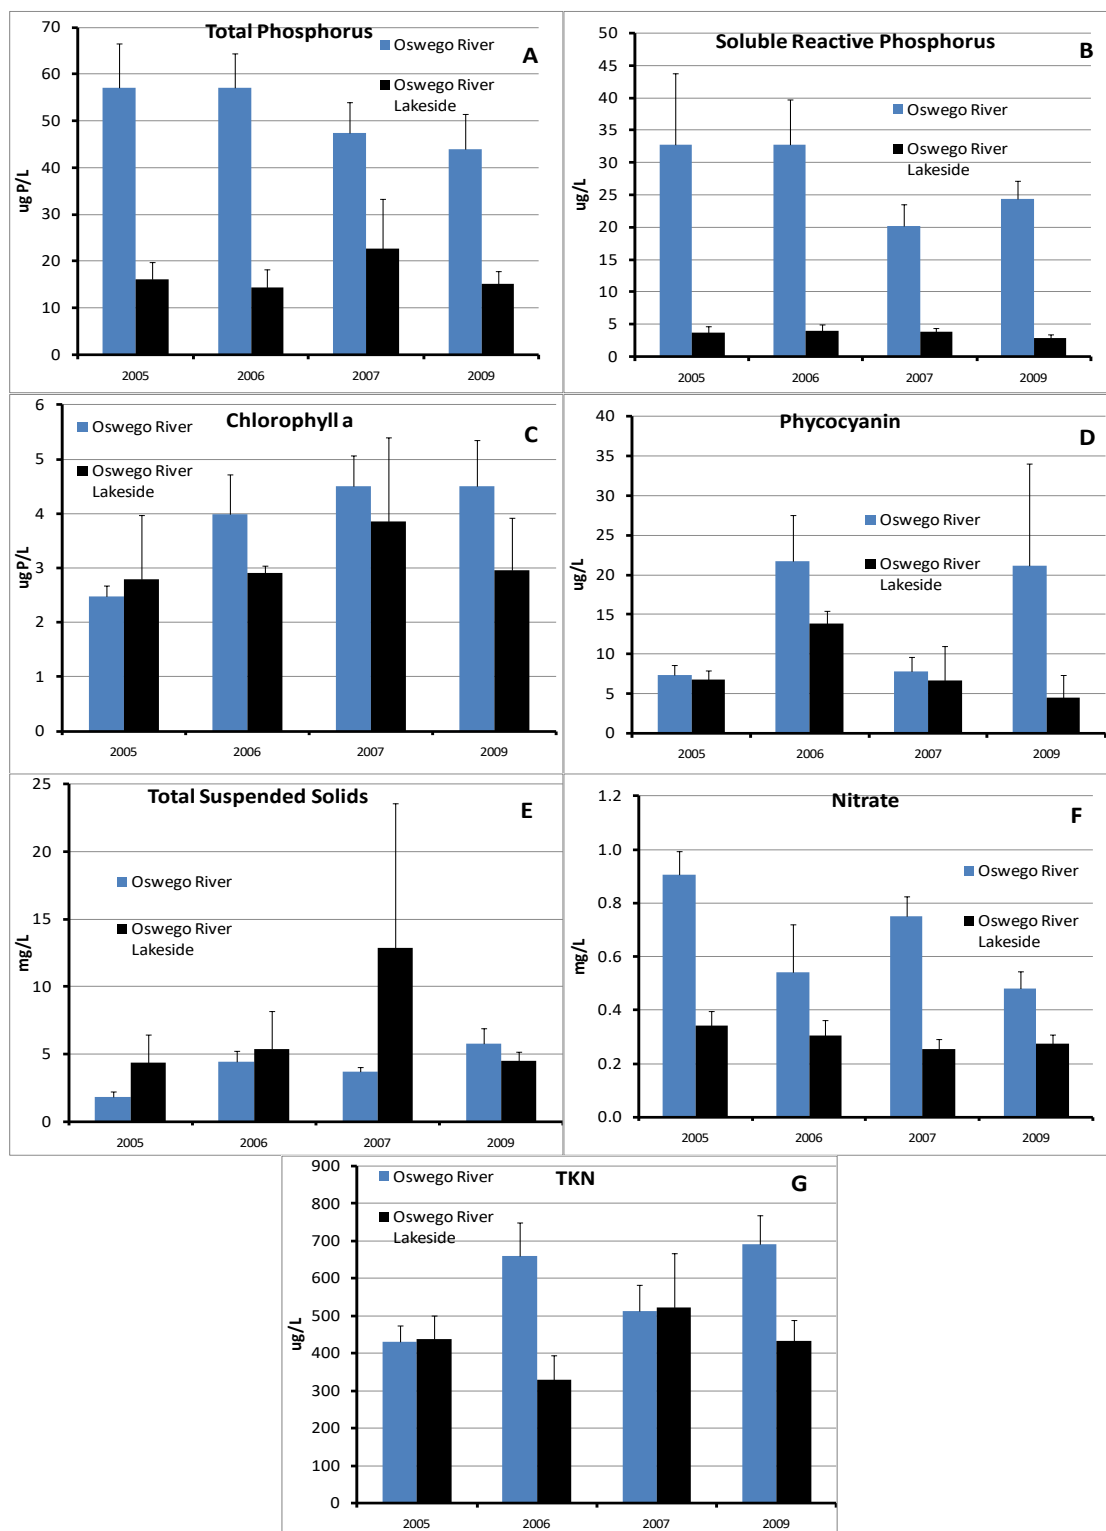 Total Phosphorus
A
Oswego River
Oswego River
Lakeside
ug P/L
70
60
50
40
30
20
10
0
2005 2006 2007 2009
Soluble Reactive Phosphorus
B
Oswego River
Oswego River
Lakeside
ug/L
50
45
40
35
30
25
20
15
10
5
0
2005 2006 2007 2009
Chlorophyll a
C
Oswego River
Oswego River
Lakeside
ug P/L
6
5
4
3
2
1
0
2005 2006 2007 2009
Phycocyanin
D
Oswego River
Oswego River
Lakeside
ug/L
40
35
30
25
20
15
10
5
0
2005 2006 2007 2009
Total Suspended Solids
E
Oswego River
Oswego River
Lakeside
mg/L
25
20
15
10
5
0
2005 2006 2007 2009
Nitrate
F
Oswego River
Oswego River
Lakeside
mg/L
1.2
1.0
0.8
0.6
0.4
0.2
0.0
2005 2006 2007 2009
TKN
G
Oswego River
Oswego River
Lakeside
ug/L
900
800
700
600
500
400
300
200
100
0
2005 2006 2007 2009